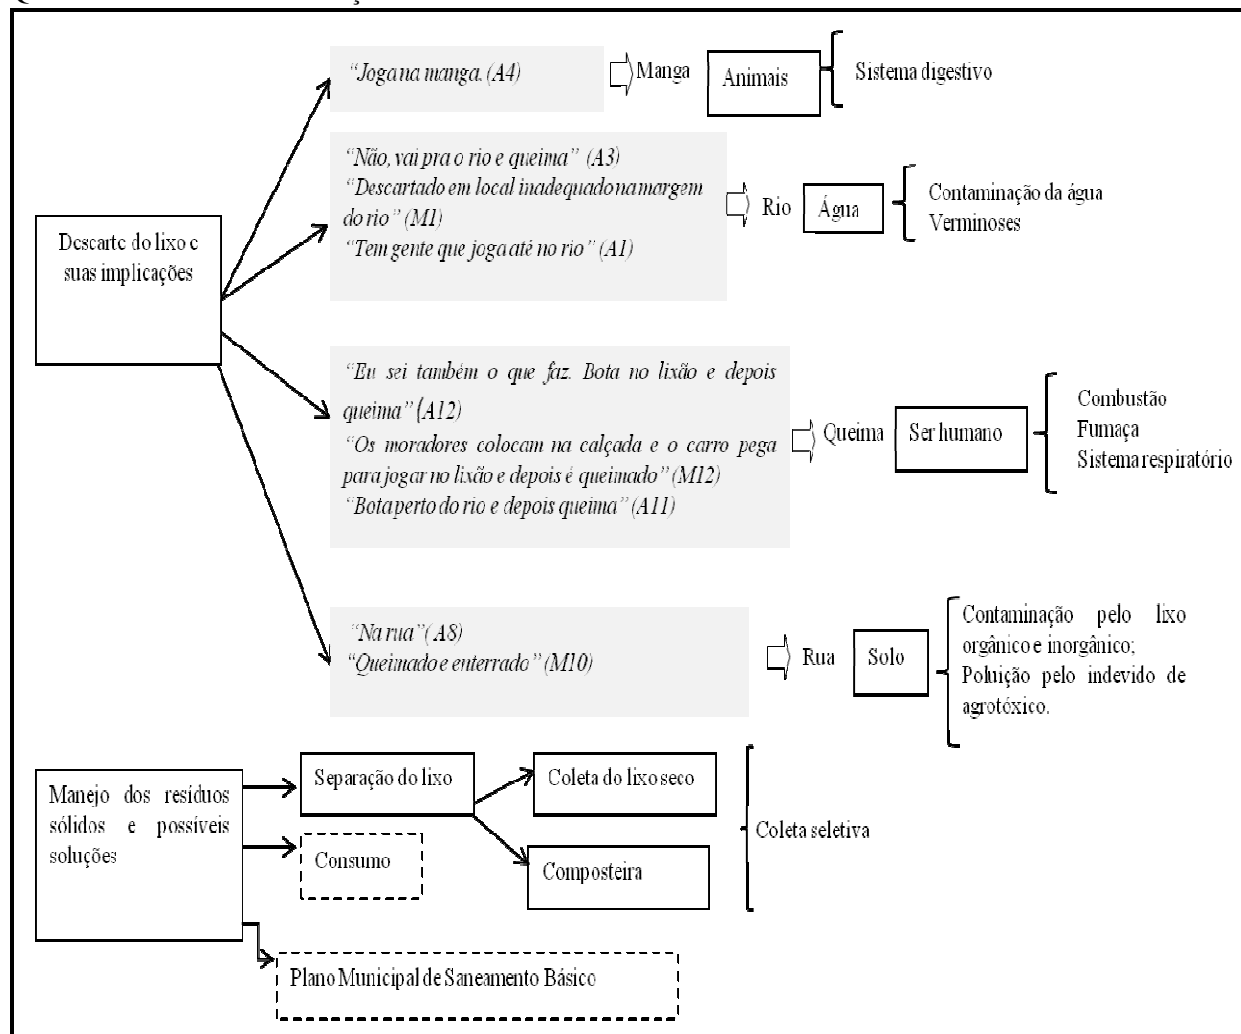 “Joga na manga. (A4)
Manga
Animais
Sistema digestivo
“Não, vai pra o rio e queima” (A3)
“Descartado em local inadequado na margem
do rio” (M1)
“Tem gente que joga até no rio” (A1)
Rio
Água
Contaminação da água
Verminoses
Descarte do lixo e
suas implicações
“Eu sei também o que faz. Bota no lixão e depois
queima” (A12)
“Os moradores colocam na calçada e o carro pega
para jogar no lixão e depois é queimado” (M12)
“Bota perto do rio e depois queima” (A11)
Queima
Ser humano
Combustão
Fumaça
Sistema respiratório
“Na rua” (A8)
“Queimado e enterrado” (M10)
Rua
Solo
Contaminação pelo lixo
orgânico e inorgânico;
Poluição pelo indevido de
agrotóxico.
Manejo dos resíduos
sólidos e possíveis
soluções
Separação do lixo
Coleta do lixo seco
Consumo
Composteira
Coleta seletiva
Plano Municipal de Saneamento Básico